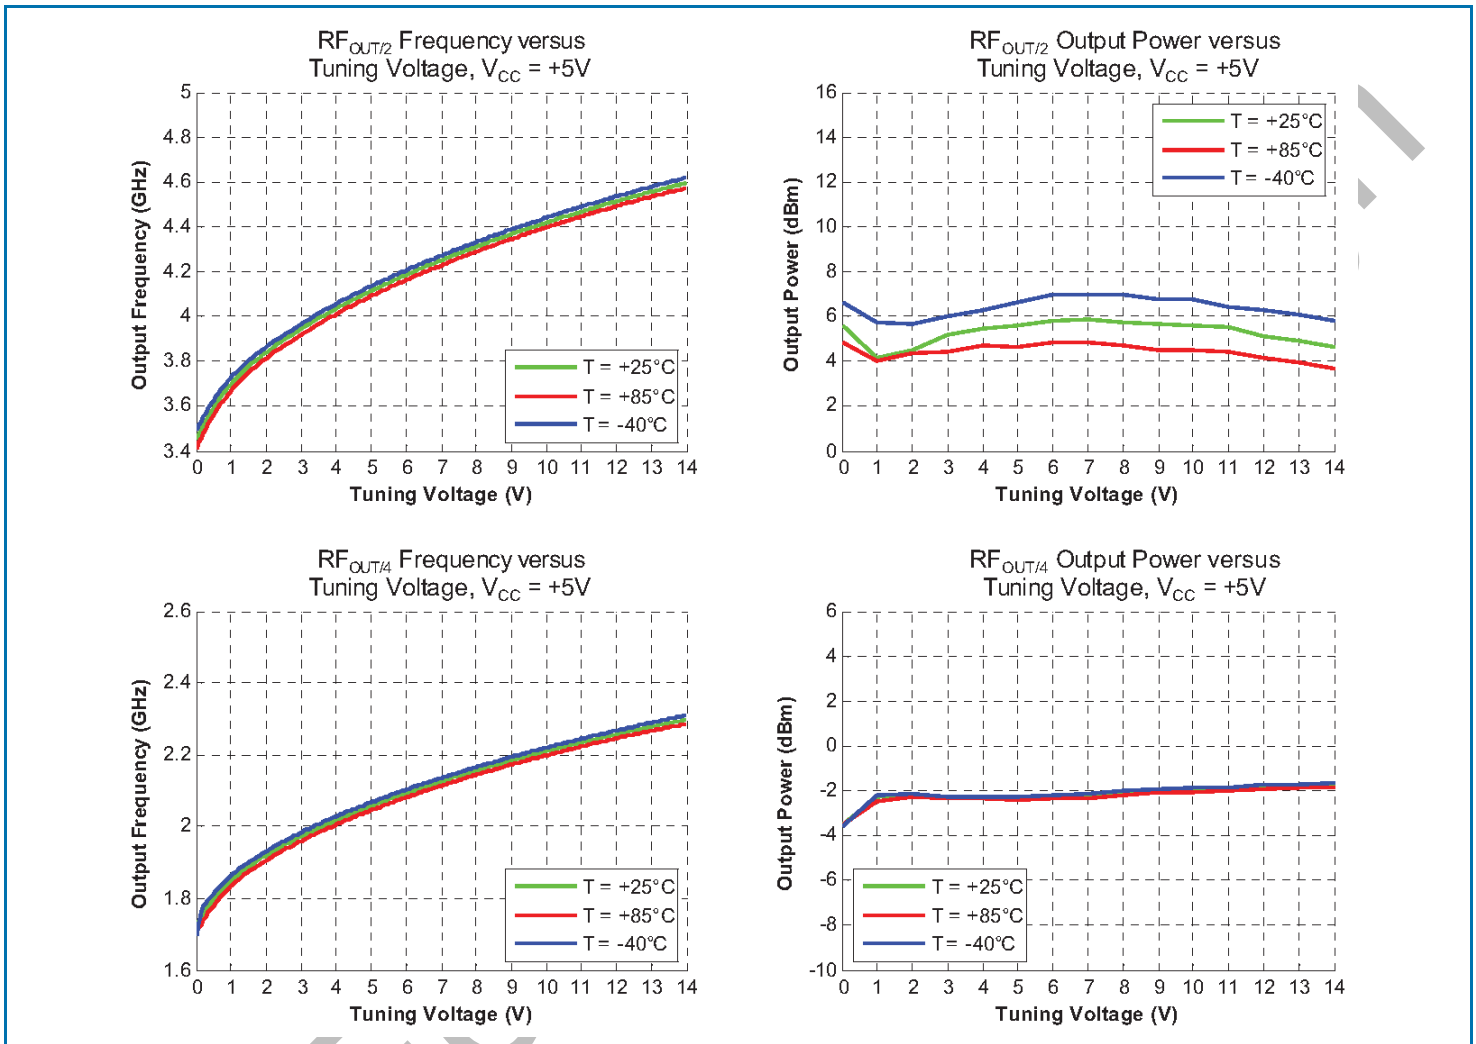 RFOUT/2 Frequency versus
Tuning Voltage, VCC = +5V
5
4.8
4.6
4.4
4.2
4
3.8
3.6
3.4
Output Frequency (GHz)
T = +25°C
T = +85°C
T = -40°C
0 1 2 3 4 5 6 7 8 9 10 11 12 13 14
Tuning Voltage (V)
RFOUT/2 Output Power versus
Tuning Voltage, VCC = +5V
16
14
12
10
8
6
4
2
0
Output Power (dBm)
T = +25°C
T = +85°C
T = -40°C
0 1 2 3 4 5 6 7 8 9 10 11 12 13 14
Tuning Voltage (V)
RFOUT/4 Frequency versus
Tuning Voltage, VCC = +5V
2.6
2.4
2.2
2
1.8
1.6
Output Frequency (GHz)
T = +25°C
T = +85°C
T = -40°C
0 1 2 3 4 5 6 7 8 9 10 11 12 13 14
Tuning Voltage (V)
RFOUT/4 Output Power versus
Tuning Voltage, VCC = +5V
6
4
2
0
-2
-4
-6
-8
-10
Output Power (dBm)
T = +25°C
T = +85°C
T = -40°C
0 1 2 3 4 5 6 7 8 9 10 11 12 13 14
Tuning Voltage (V)